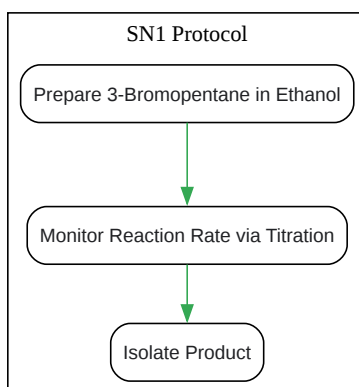 SN1 Protocol
Prepare 3-Bromopentane in Ethanol
Monitor Reaction Rate via Titration
Isolate Product